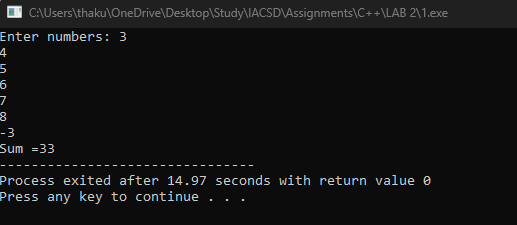 C:\Users\thaku\OneDrive\Desktop\Study\IACSD\Assignments\C++\LAB 2\1.exe
Enter numbers: 3
4
5
6
7
8
-3
Sum =33
--------------------------------
Process exited after 14.97 seconds with return value 0
Press any key to continue . . .